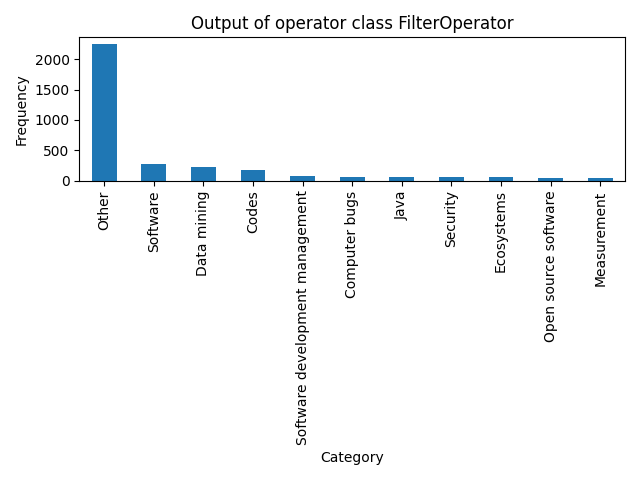 Output of operator class FilterOperator
Frequency
2000
1500
1000
500
0
Other
Software
Data mining
Codes
Software development management
Computer bugs
Java
Security
Ecosystems
Open source software
Measurement
Category